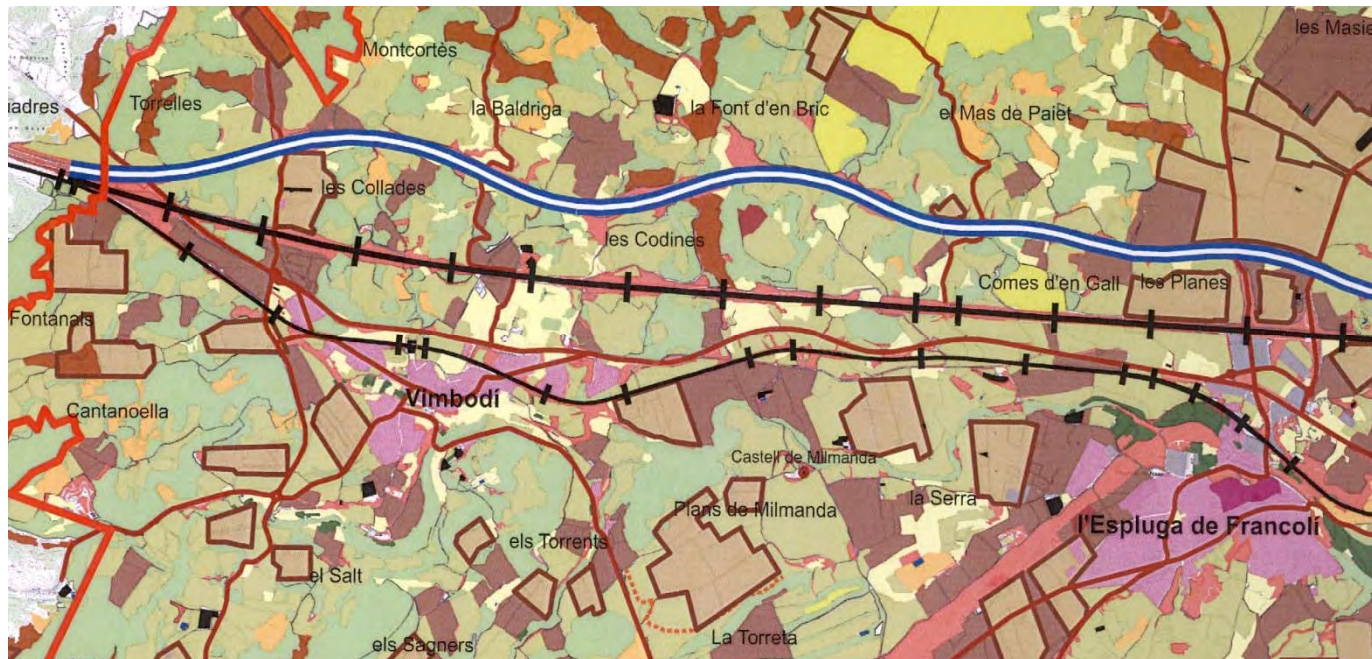 les Masie
Montcortès
uadres
Torrelles
la Baldriga
la Font d'en Bric
el Mas de Paiet
les Collades
les Codines
Comes d'en Gall
les Planes
Fontanals
Vimbodí
Cantanoella
Castell de Milmanda
la Serra
Plans de Milmanda
l'Espluga de Francolí
els Torrents
el Salt
La Torreta
els Sagners